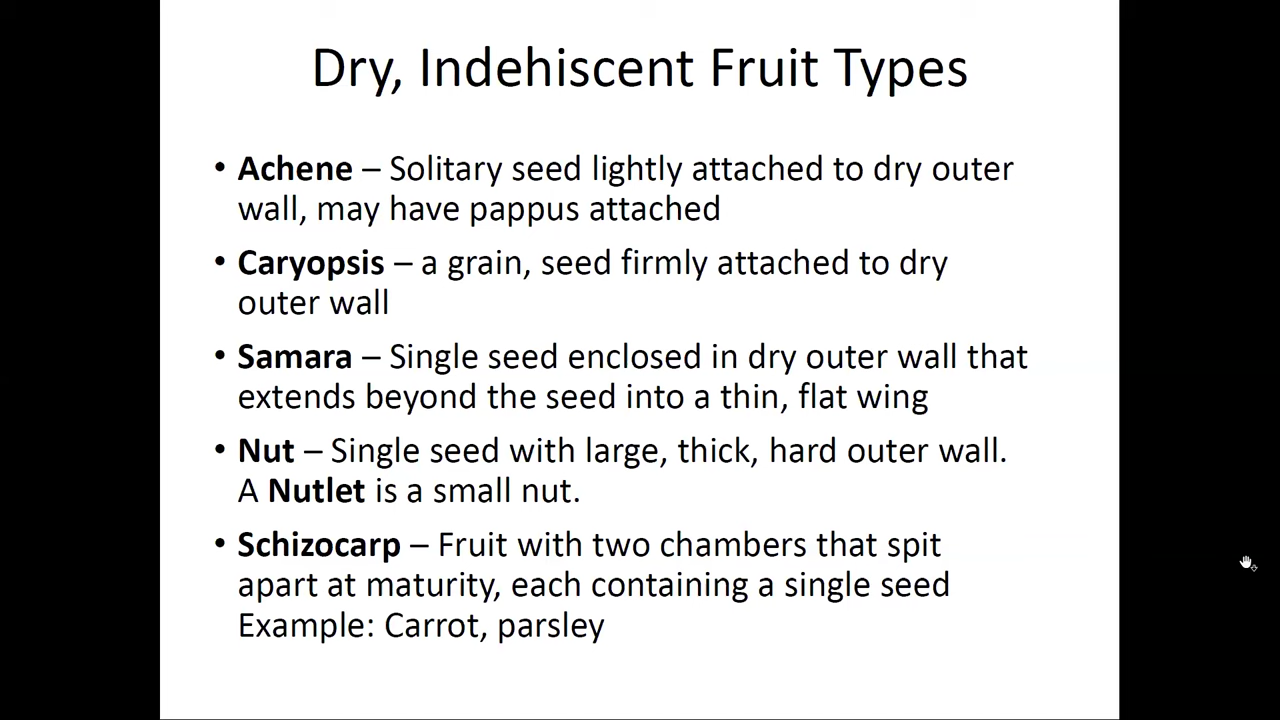 Dry, Indehiscent Fruit Types
• Achene – Solitary seed lightly attached to dry outer
wall, may have pappus attached
• Caryopsis – a grain, seed firmly attached to dry
outer wall
• Samara – Single seed enclosed in dry outer wall that
extends beyond the seed into a thin, flat wing
• Nut – Single seed with large, thick, hard outer wall.
A Nutlet is a small nut.
• Schizocarp – Fruit with two chambers that spit
apart at maturity, each containing a single seed
Example: Carrot, parsley